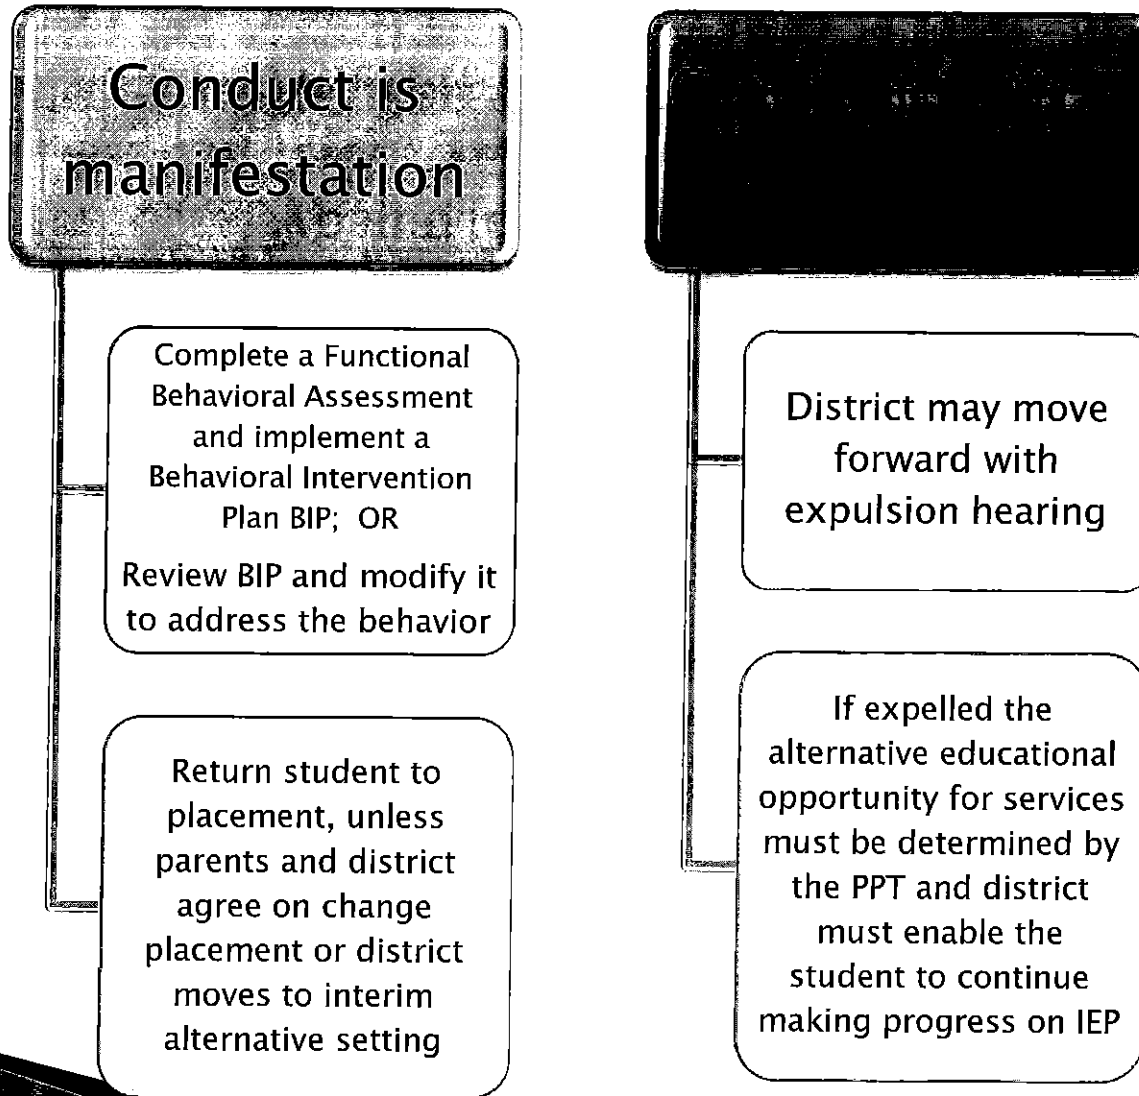 Conduct is
manifestation
Complete a Functional
Behavioral Assessment
and implement a
Behavioral Intervention
Plan BIP; OR
Review BIP and modify it
to address the behavior
Return student to
placement, unless
parents and district
agree on change
placement or district
moves to interim
alternative setting
District may move
forward with
expulsion hearing
If expelled the
alternative educational
opportunity for services
must be determined by
the PPT and district
must enable the
student to continue
making progress on IEP